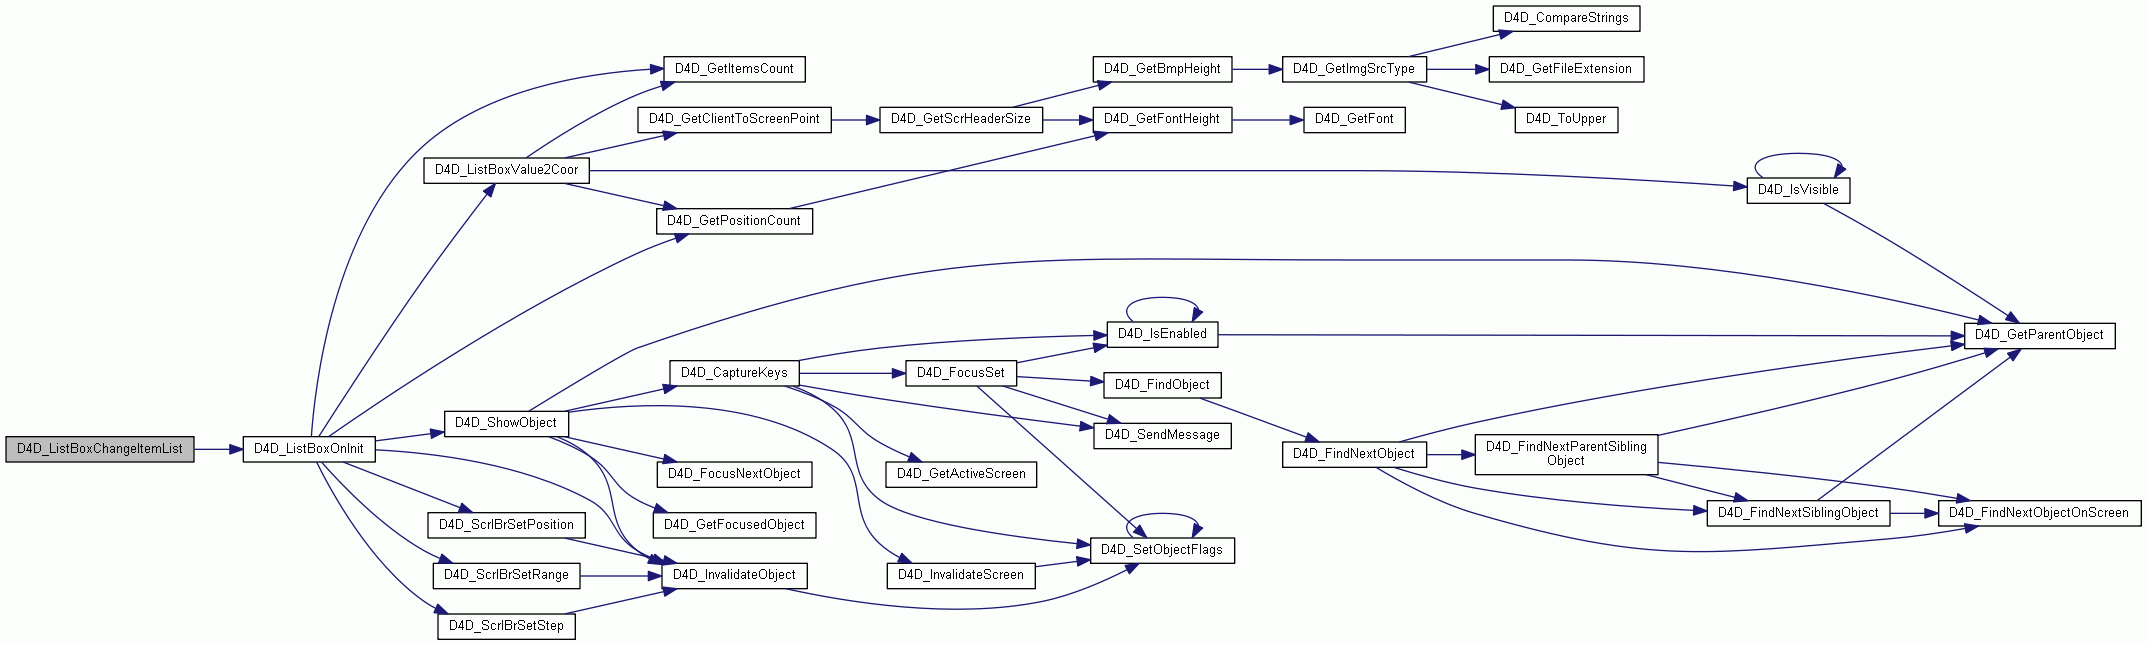 D4D_CompareStrings
D4D_GetItemsCount
D4D_GetBmpHeight
D4D_GetImgSrcType
D4D_GetFileExtension
D4D_GetClientToScreenPoint
D4D_GetScrHeaderSize
D4D_GetFontHeight
D4D_GetFont
D4D_ToUpper
D4D_ListBoxValue2Coor
D4D_IsVisible
D4D_GetPositionCount
D4D_IsEnabled
D4D_GetParentObject
D4D_CaptureKeys
D4D_FocusSet
D4D_FindObject
D4D_ShowObject
D4D_SendMessage
D4D_ListBoxChangeItemList
D4D_ListBoxOnInit
D4D_FindNextObject
D4D_FindNextParentSibling
Object
D4D_FocusNextObject
D4D_GetActiveScreen
D4D_ScrlBrSetPosition
D4D_GetFocusedObject
D4D_FindNextSiblingObject
D4D_FindNextObjectOnScreen
D4D_SetObjectFlags
D4D_ScrlBrSetRange
D4D_InvalidateObject
D4D_InvalidateScreen
D4D_ScrlBrSetStep